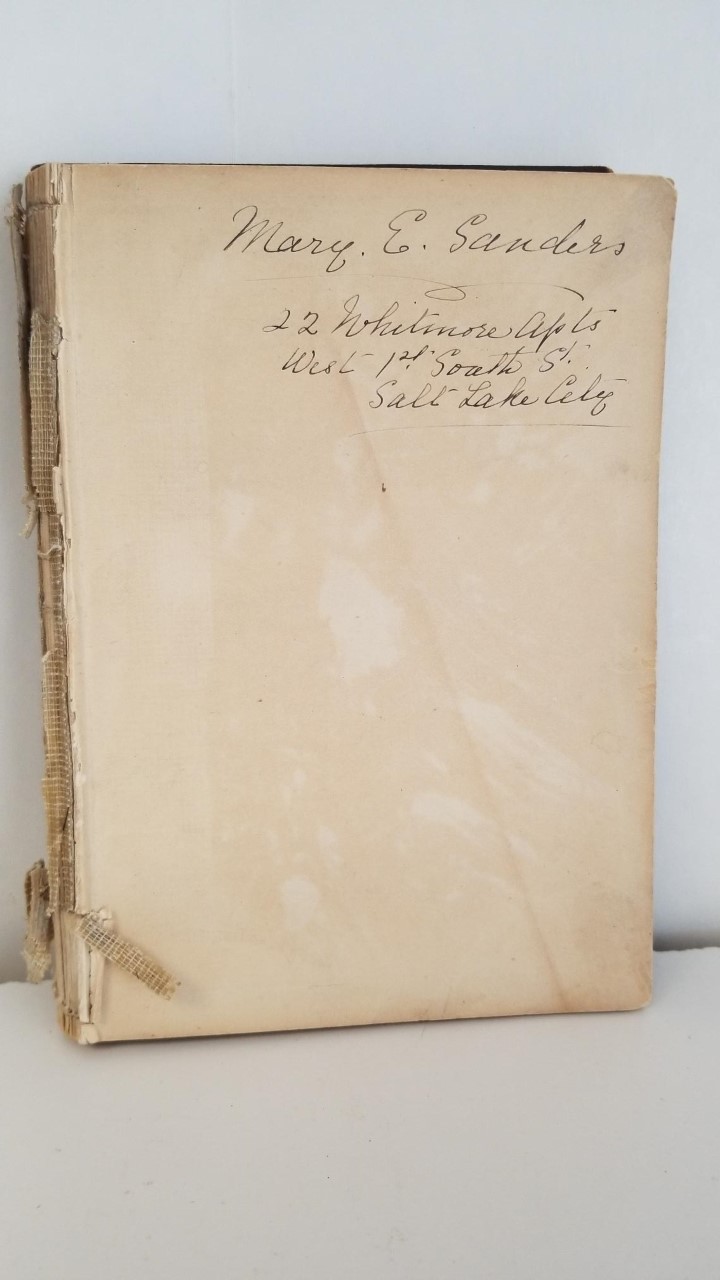 Mary. E. Sanders
22 Whitmore Apts
West 1st South St.
Salt Lake City